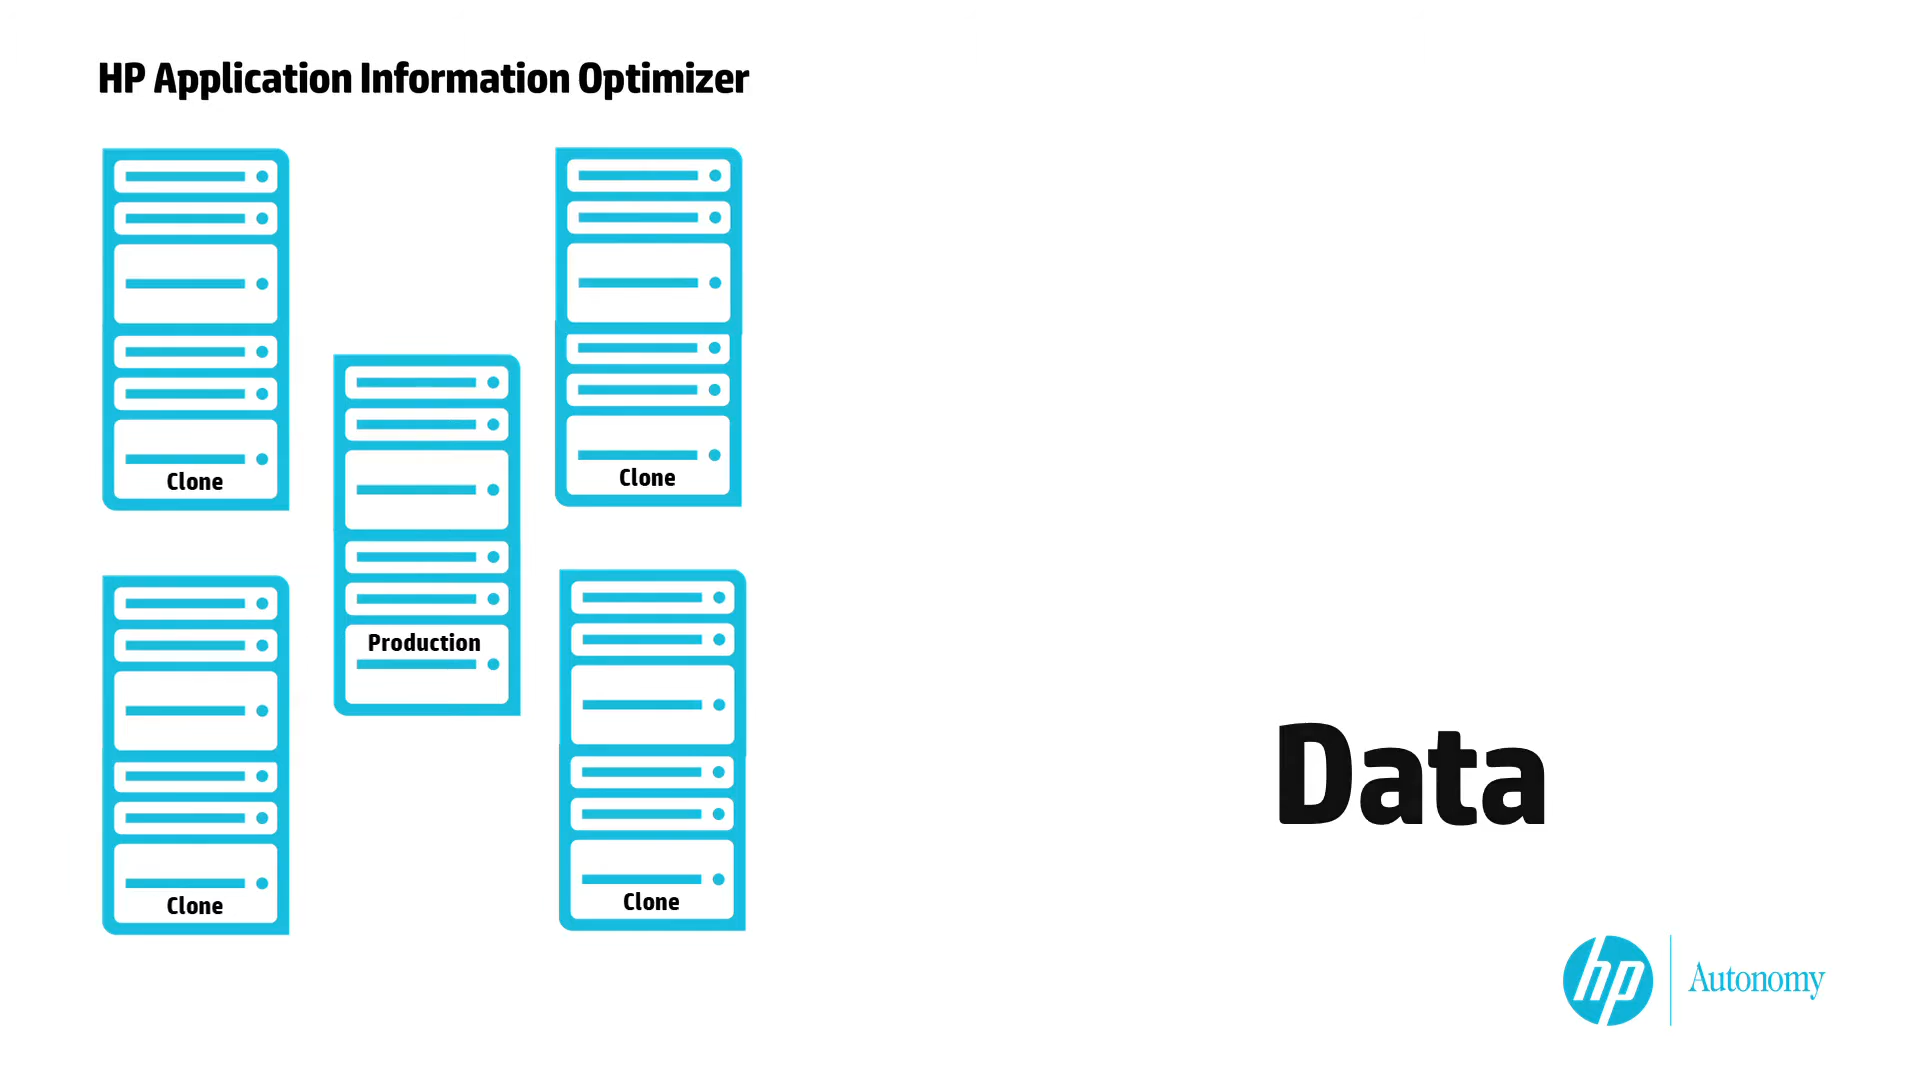 HP Application Information Optimizer
Clone
Clone
Production
Clone
Clone
Data
hp
Autonomy